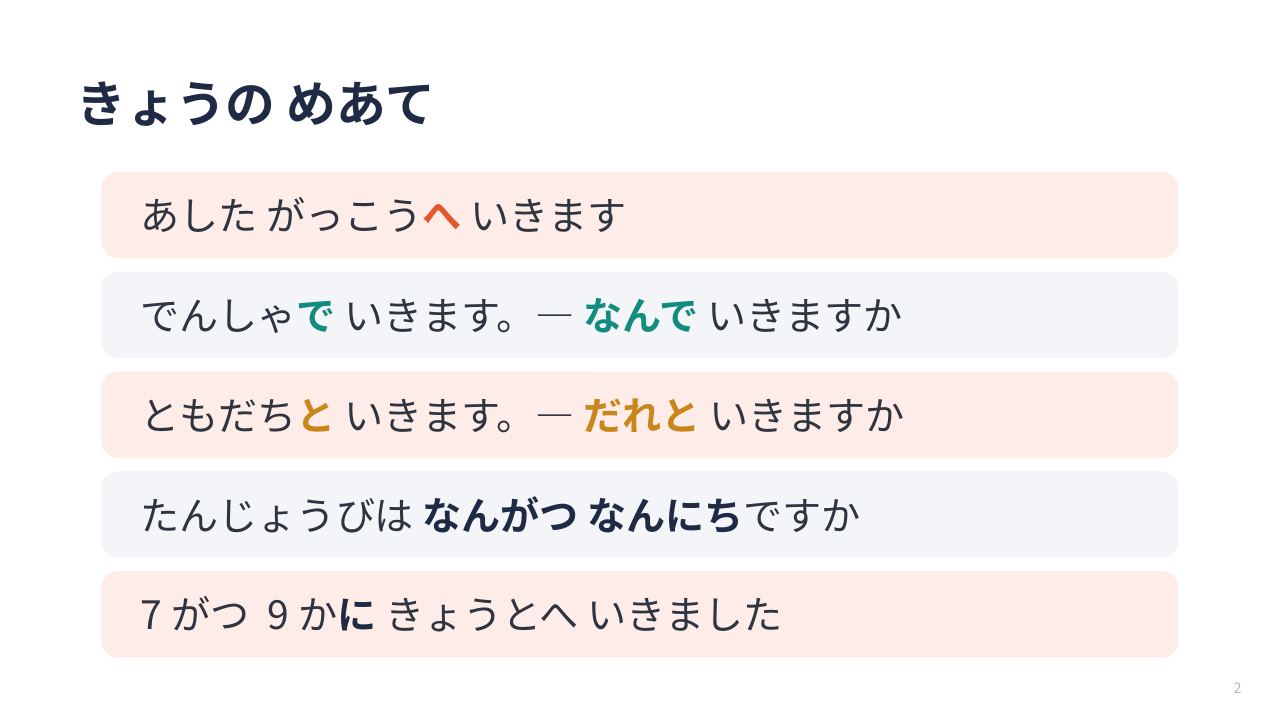 きょうの めあて
あした がっこうへ いきます
でんしゃで いきます。― なんで いきますか
ともだちと いきます。― だれと いきますか
たんじょうびは なんがつ なんにちですか
7 がつ 9 かに きょうとへ いきました
2